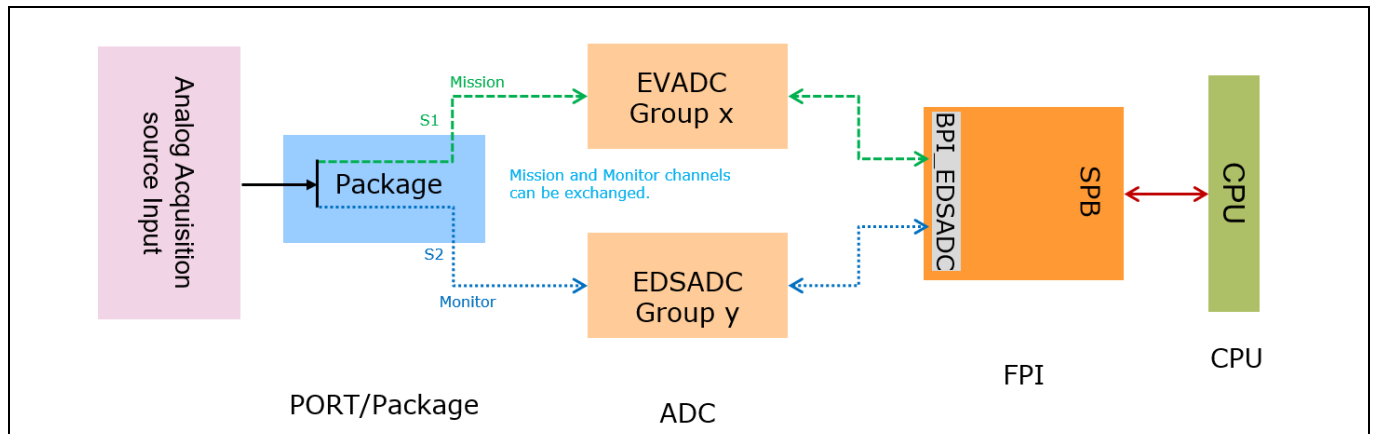 Analog Acquisition
source Input
Package
S1
Mission
S2
Monitor
Mission and Monitor channels
can be exchanged.
EVADC
Group x
EDSADC
Group y
BPI_EDSADC
SPB
CPU
PORT/Package
ADC
FPI
CPU